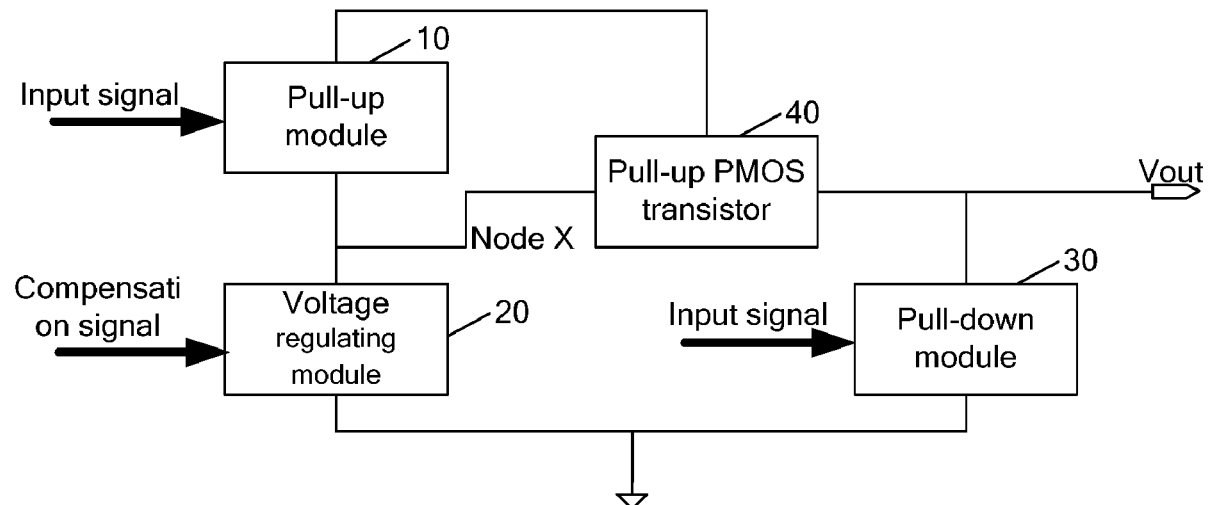 10
Input signal
Pull-up
module
40
Pull-up PMOS
transistor
Vout
Node X
Compensati
on signal
Voltage
regulating
module
20
Input signal
30
Pull-down
module